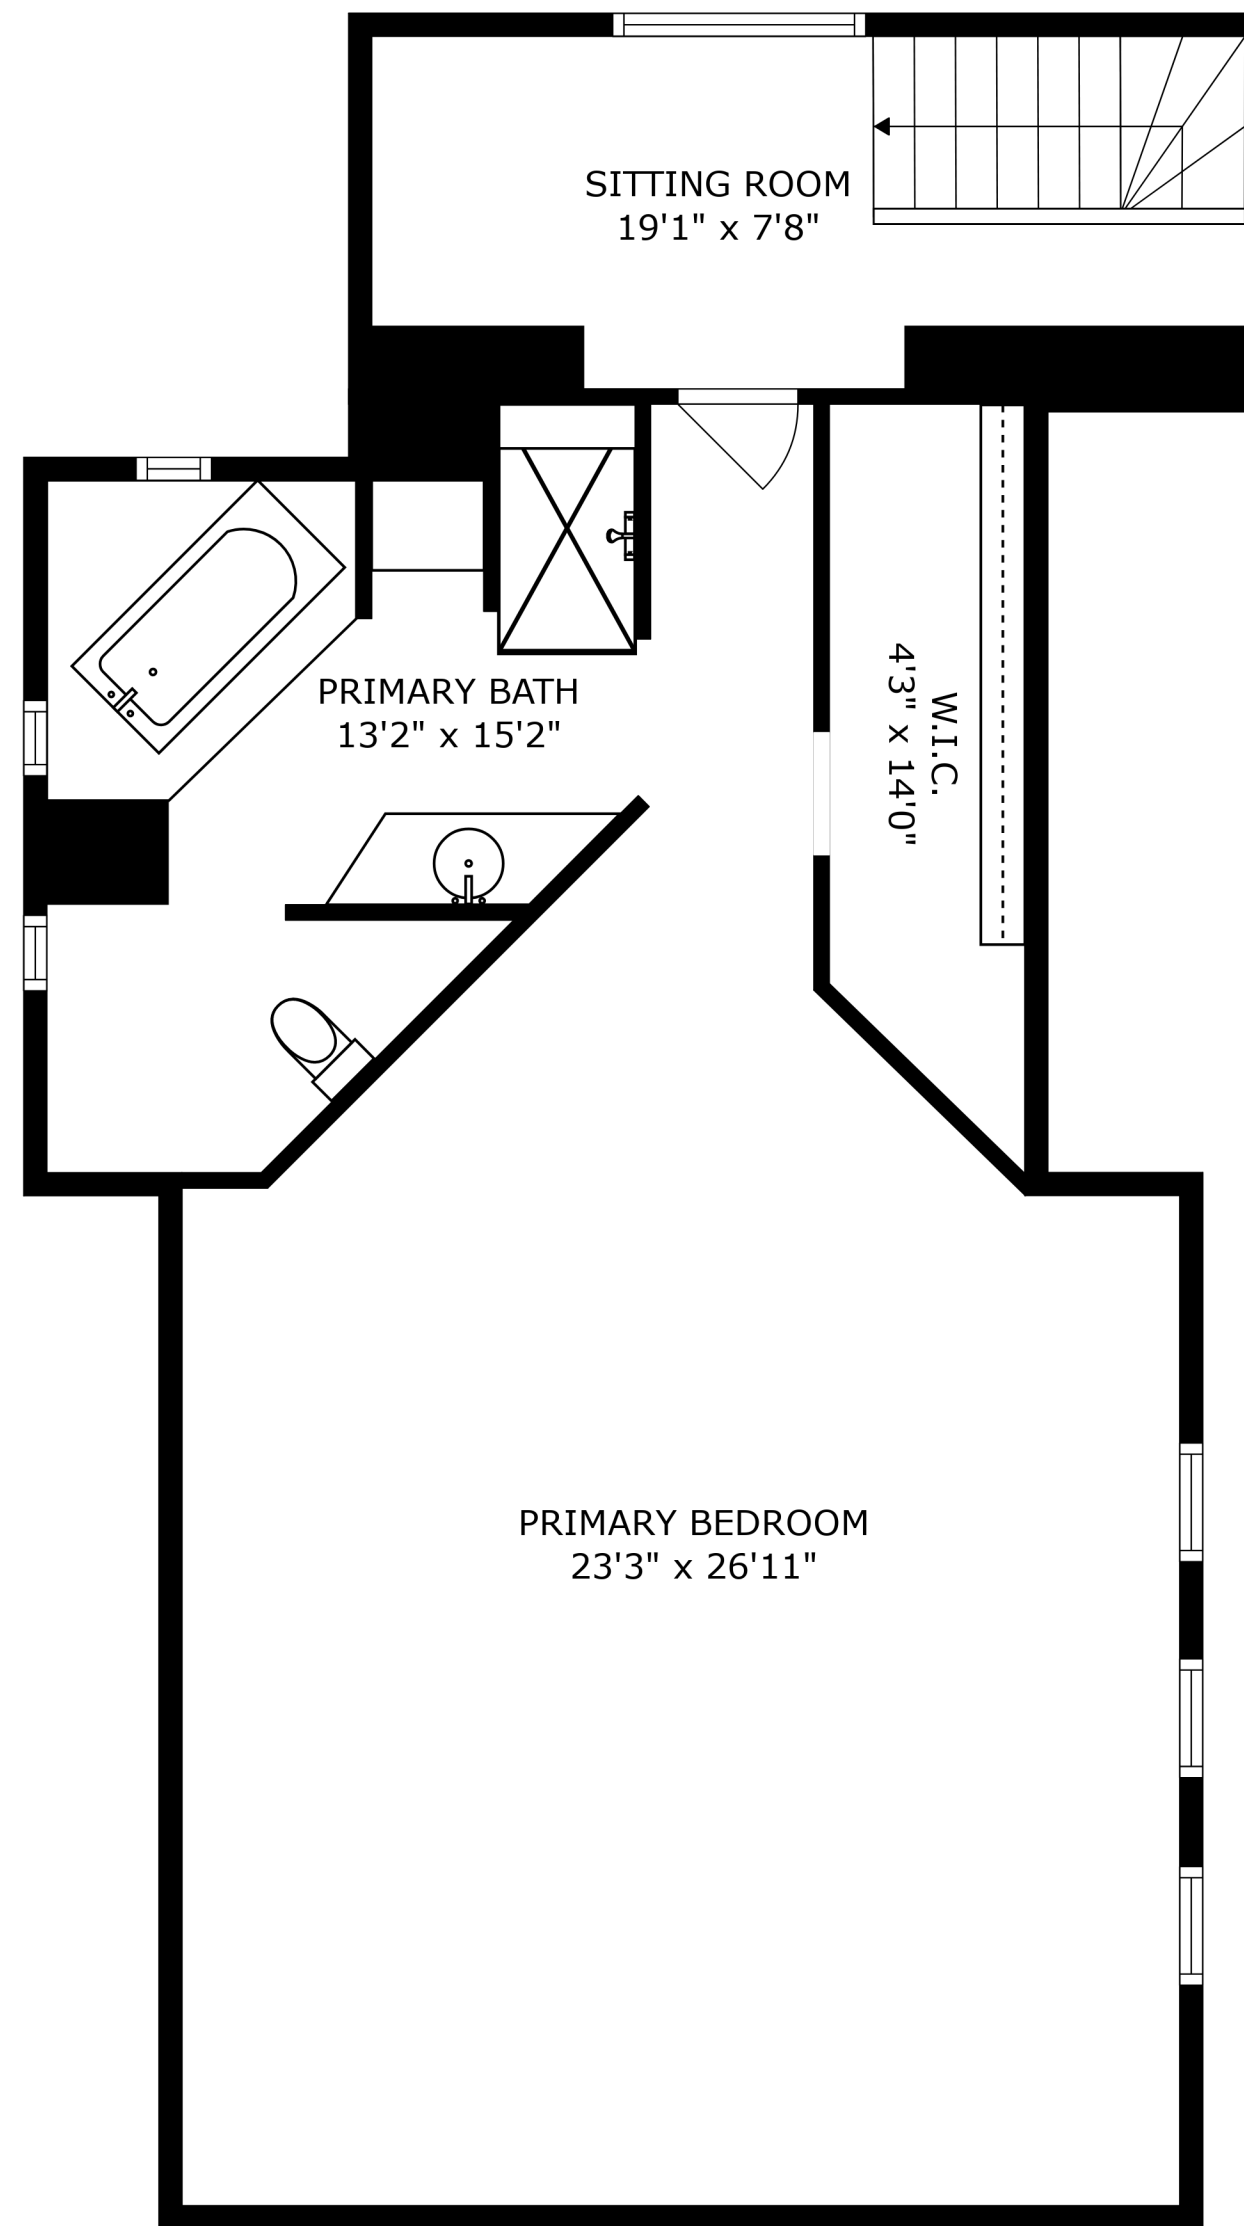 SITTING ROOM
19'1" x 7'8"
PRIMARY BATH
13'2" x 15'2"
W.I.C.
4'3" x 14'0"
PRIMARY BEDROOM
23'3" x 26'11"